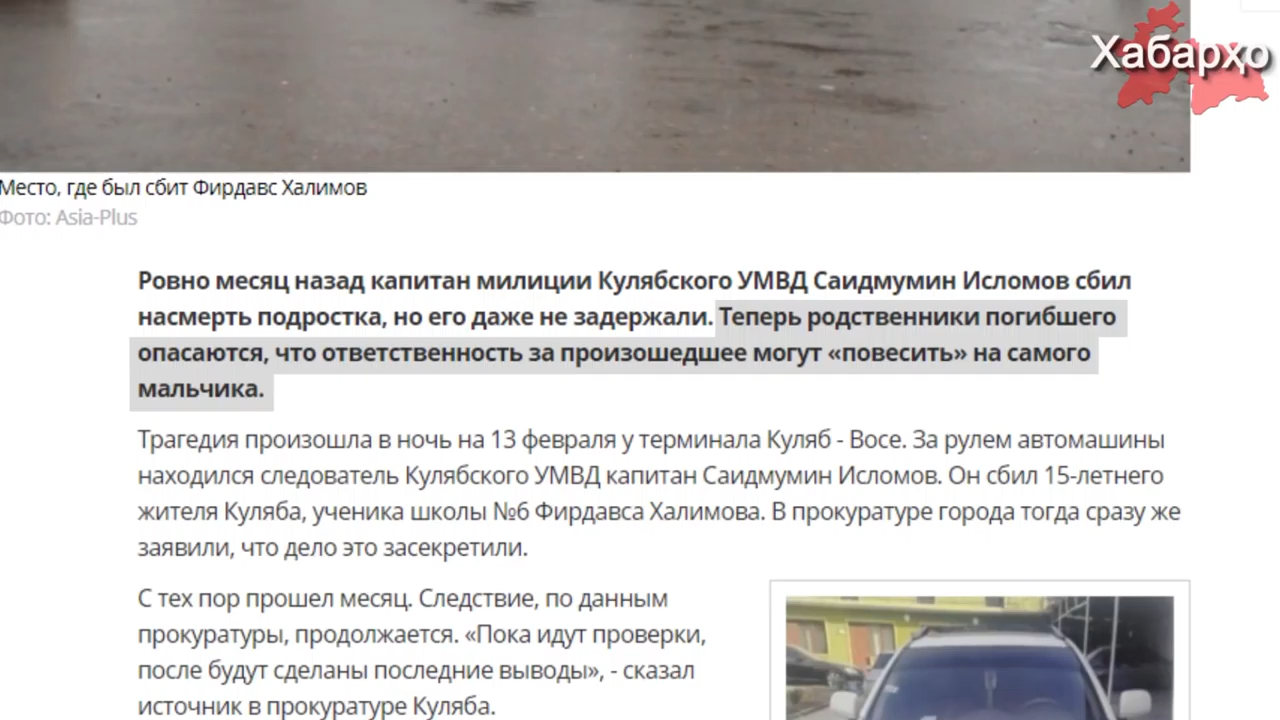 Хабарҳо
Место, где был сбит Фирдавс Халимов
Фото: Asia-Plus
Ровно месяц назад капитан милиции Кулябского УМВД Саидмумин Исломов сбил
насмерть подростка, но его даже не задержали. Теперь родственники погибшего
опасаются, что ответственность за произошедшее могут «повесить» на самого
мальчика.
Трагедия произошла в ночь на 13 февраля у терминала Куляб - Восе. За рулем автомашины
находился следователь Кулябского УМВД капитан Саидмумин Исломов. Он сбил 15-летнего
жителя Куляба, ученика школы №6 Фирдавса Халимова. В прокуратуре города тогда сразу же
заявили, что дело это засекретили.
С тех пор прошел месяц. Следствие, по данным
прокуратуры, продолжается. «Пока идут проверки,
после будут сделаны последние выводы», - сказал
источник в прокуратуре Куляба.